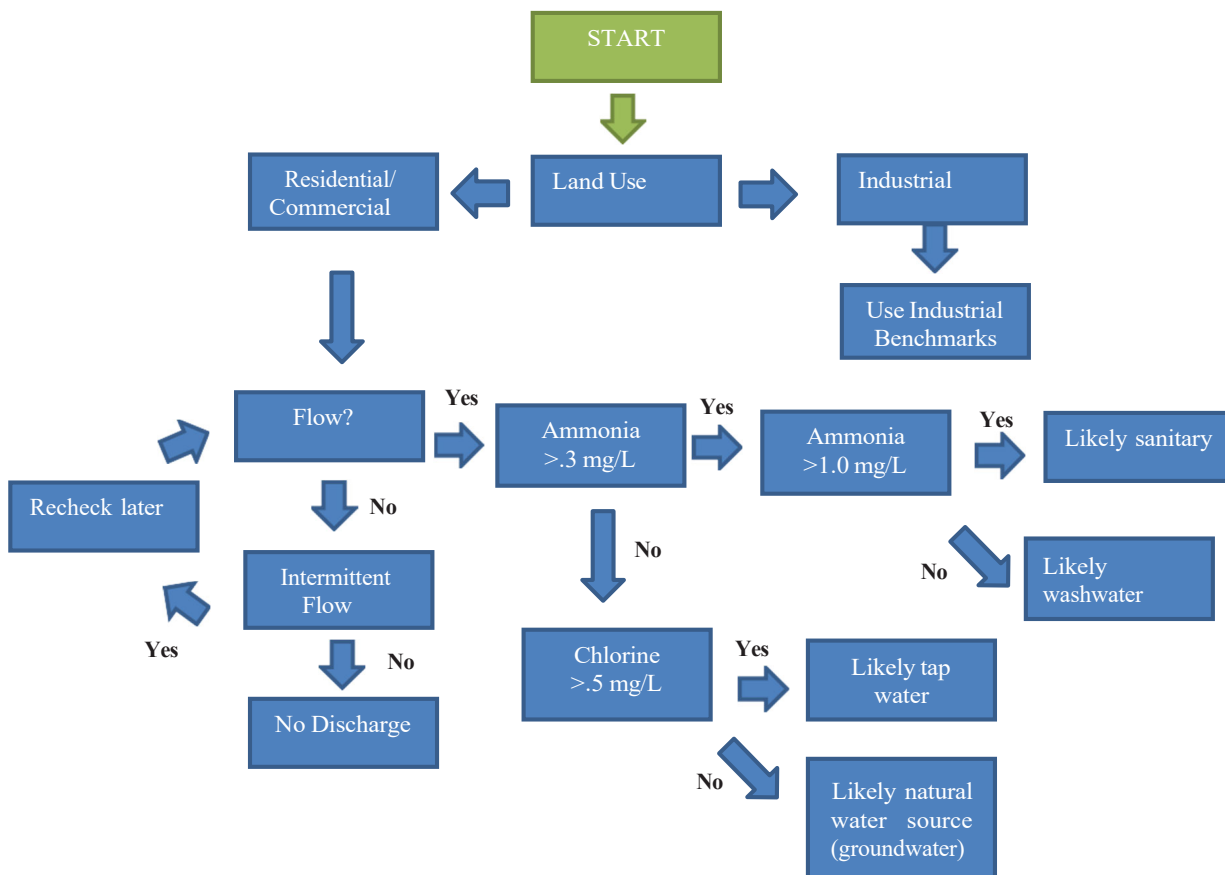 START
Residential/
Commercial
Land Use
Industrial
Use Industrial
Benchmarks
Flow?
Yes
Ammonia
>.3 mg/L
Yes
Ammonia
>1.0 mg/L
Yes
Likely sanitary
Recheck later
No
No
No
Likely
washwater
Intermittent
Flow
Yes
No
Chlorine
>.5 mg/L
Yes
Likely tap
water
No Discharge
No
Likely natural
water source
(groundwater)